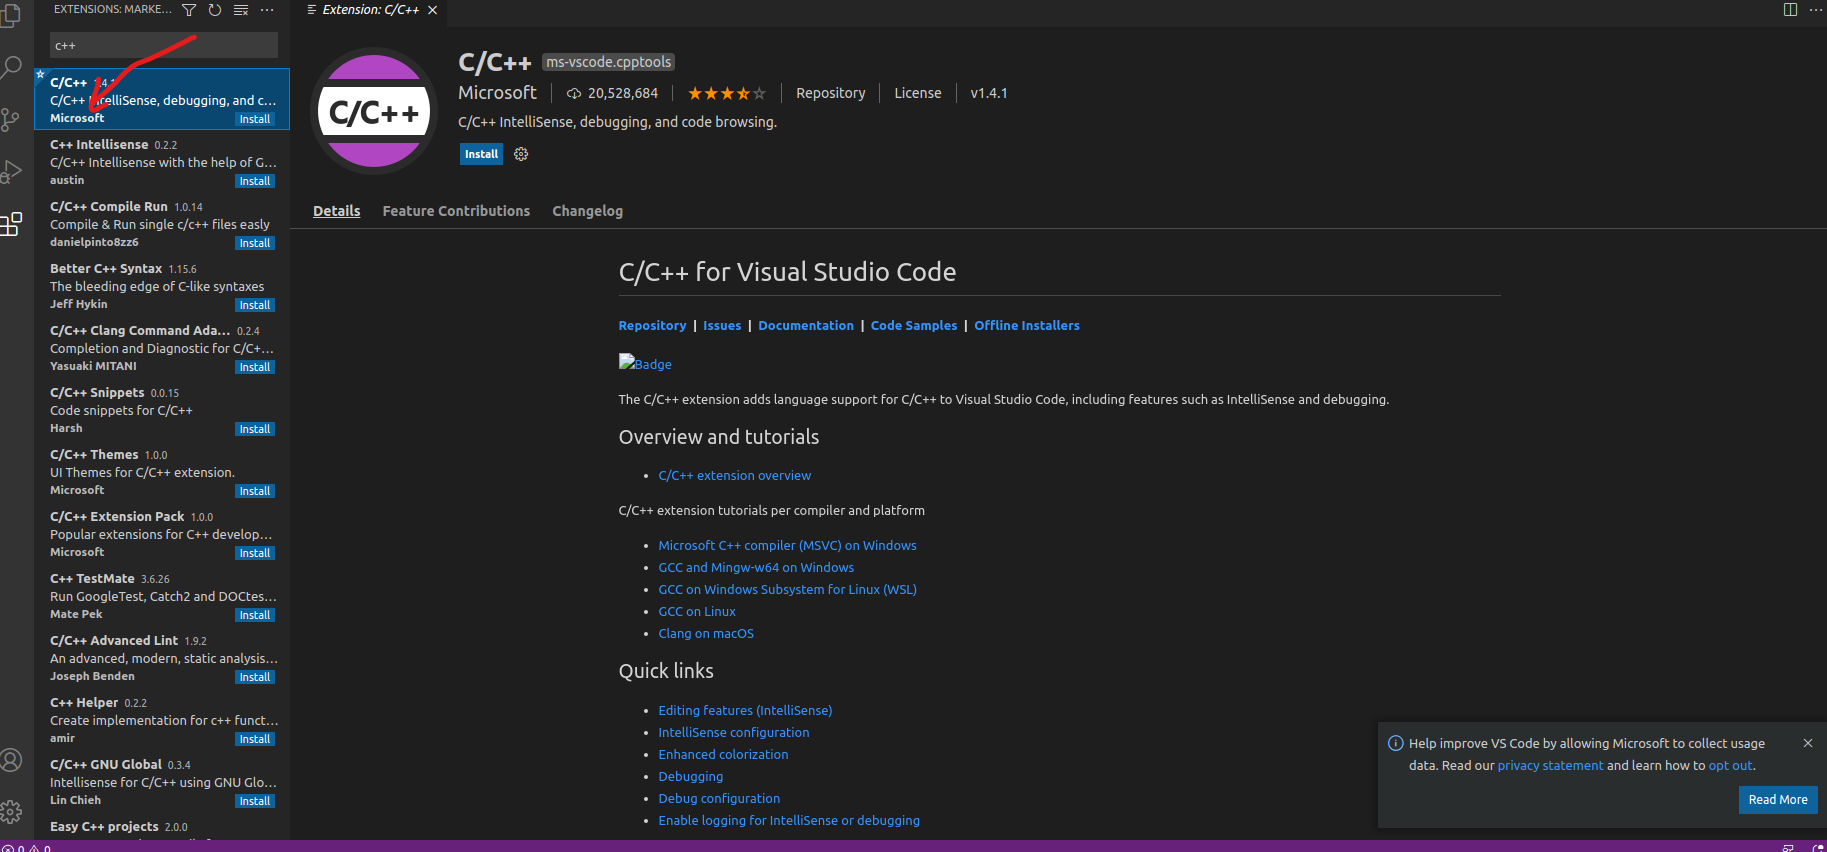 EXTENSIONS: MARKE...
c++
C/C++
C/C++ IntelliSense, debugging, and c...
Microsoft Install
C++ Intellisense 0.2.2
C/C++ Intellisense with the help of G...
austin Install
C/C++ Compile Run 1.0.14
Compile & Run single c/c++ files easly
danielpinto8zz6 Install
Better C++ Syntax 1.15.6
The bleeding edge of C-like syntaxes
Jeff Hykin Install
C/C++ Clang Command Ada... 0.2.4
Completion and Diagnostic for C/C+...
Yasuaki MITANI Install
C/C++ Snippets 0.0.15
Code snippets for C/C++
Harsh Install
C/C++ Themes 1.0.0
UI Themes for C/C++ extension.
Microsoft Install
C/C++ Extension Pack 1.0.0
Popular extensions for C++ develop...
Microsoft Install
C++ TestMate 3.6.26
Run GoogleTest, Catch2 and DOCtes...
Mate Pek Install
C/C++ Advanced Lint 1.9.2
An advanced, modern, static analysis...
Joseph Benden Install
C++ Helper 0.2.2
Create implementation for c++ funct...
amir Install
C/C++ GNU Global 0.3.4
Intellisense for C/C++ using GNU Glo...
Lin Chieh Install
Easy C++ projects 2.0.0
Extension: C/C++
C/C++
C/C++ ms-vscode.cpptools
Microsoft 20,528,684 Repository License v1.4.1
C/C++ IntelliSense, debugging, and code browsing.
Install
Details Feature Contributions Changelog
C/C++ for Visual Studio Code
Repository | Issues | Documentation | Code Samples | Offline Installers
Badge
The C/C++ extension adds language support for C/C++ to Visual Studio Code, including features such as IntelliSense and debugging.
Overview and tutorials
• C/C++ extension overview
C/C++ extension tutorials per compiler and platform
• Microsoft C++ compiler (MSVC) on Windows
• GCC and Mingw-w64 on Windows
• GCC on Windows Subsystem for Linux (WSL)
• GCC on Linux
• Clang on macOS
Quick links
• Editing features (IntelliSense)
• IntelliSense configuration
• Enhanced colorization
• Debugging
• Debug configuration
• Enable logging for IntelliSense or debugging
Help improve VS Code by allowing Microsoft to collect usage
data. Read our privacy statement and learn how to opt out.
Read More
0 0